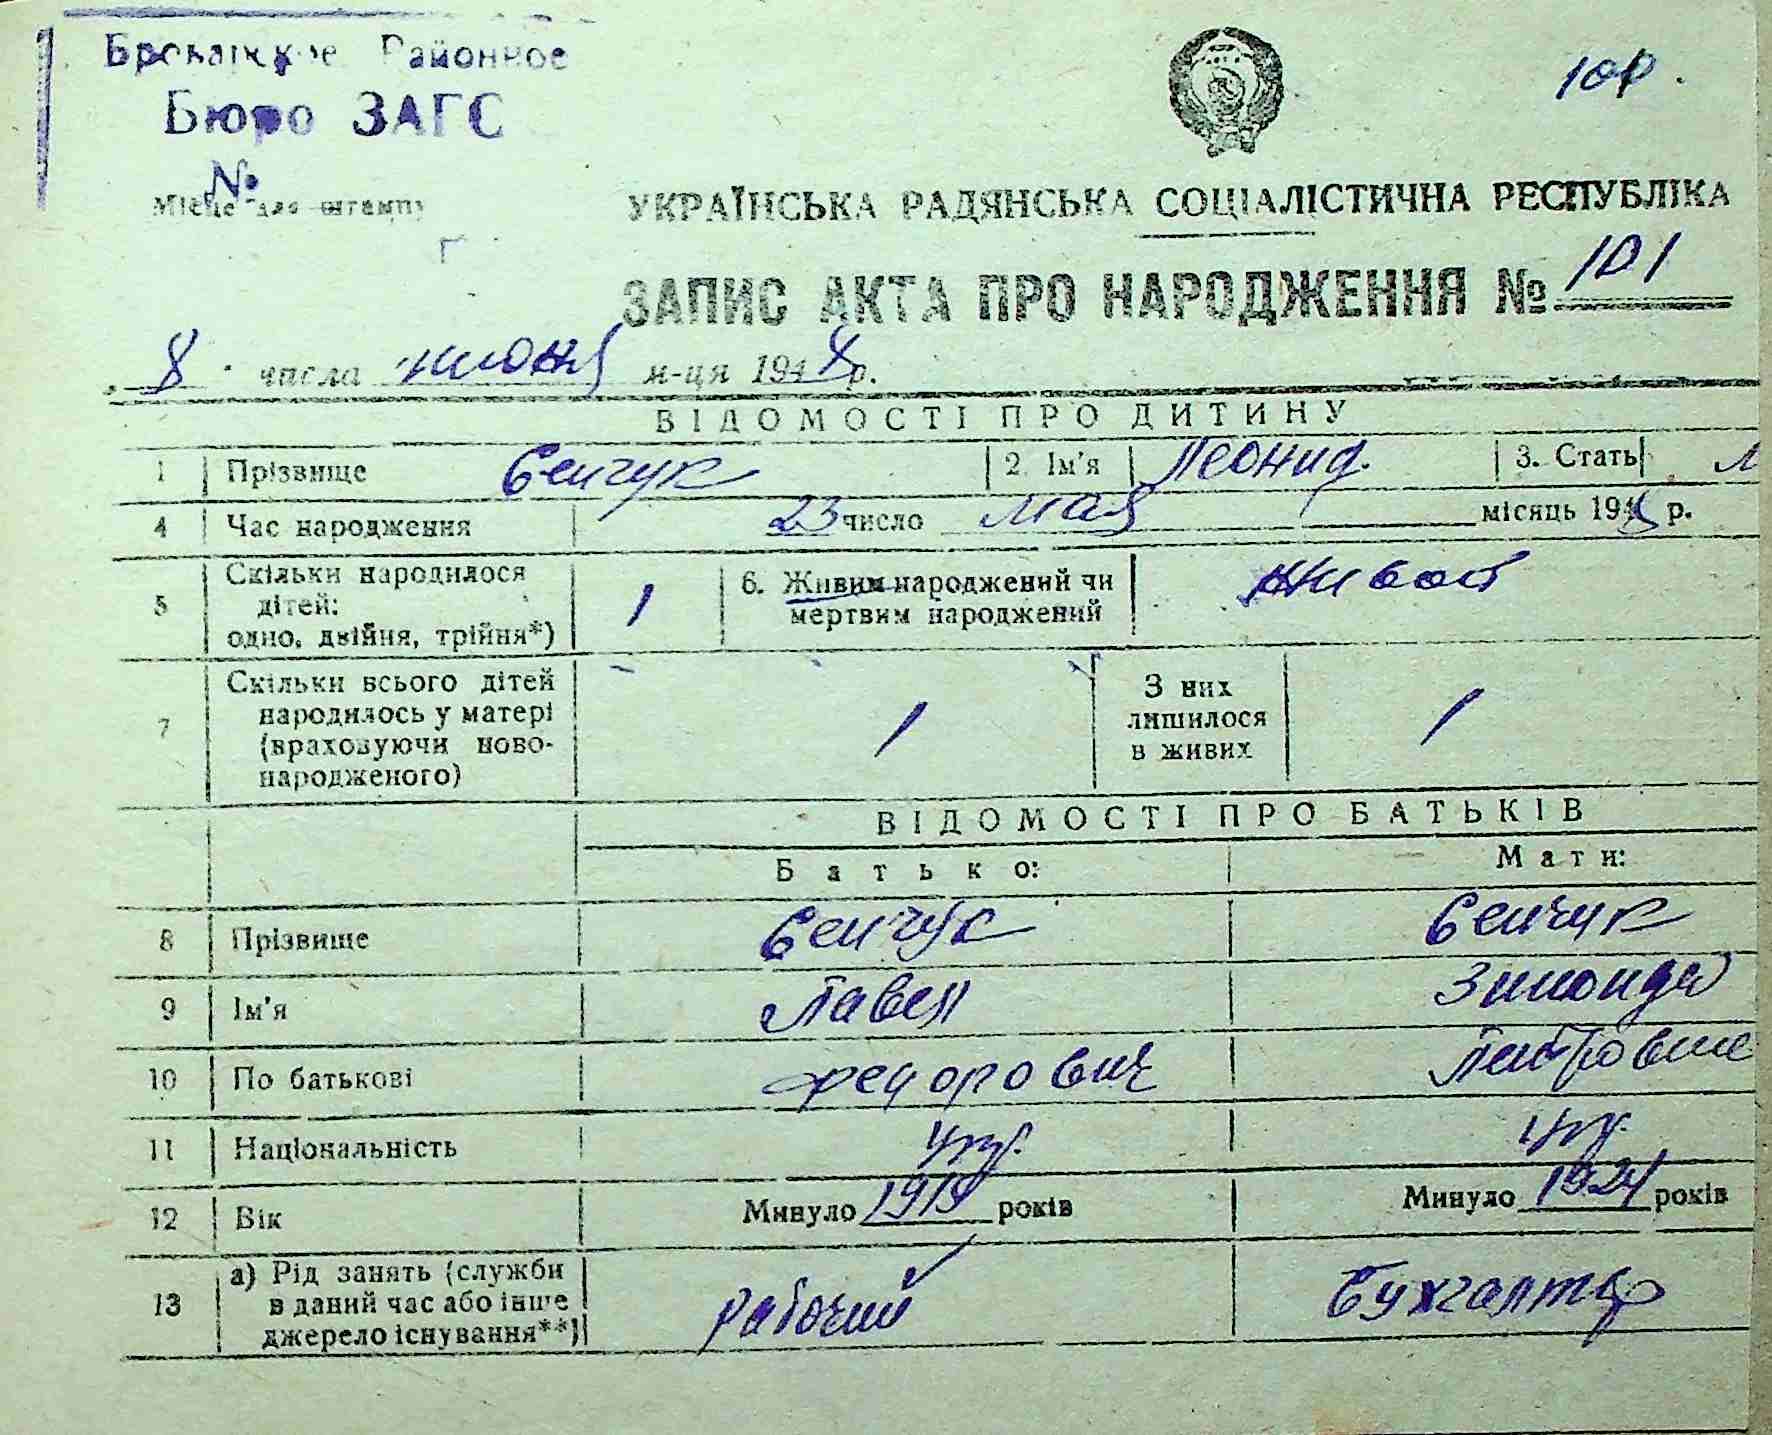 Районное
Бюро ЗАГС
№
Місце для штампу
УКРАЇНСЬКА РАДЯНСЬКА СОЦІАЛІСТИЧНА РЕСПУБЛІКА
ЗАПИС АКТА ПРО НАРОДЖЕННЯ № 101
8 числа июня м-ця 194 р.
ВІДОМОСТІ ПРО ДИТИНУ
1 Прізвище Сенчук 2. Ім'я Леонид. 3. Стать
4 Час народження 23 число мая місяць 194 р.
5 Скільки народилося дітей: одно, двійня, трійня*) 1 6. Живим народжений чи мертвим народжений
7 Скільки всього дітей народилось у матері (враховуючи новонародженого) 1 З них лишилося в живих 1
ВІДОМОСТІ ПРО БАТЬКІВ
Батько: Мати:
8 Прізвище Сенчук Сенчук
9 Ім'я Павел
10 По батькові Федорович
11 Національність укр. укр.
12 Вік Минуло років Минуло 1924 років
13 а) Рід занять (служби в даний час або інше джерело існування**) рабочий Бухгалтер